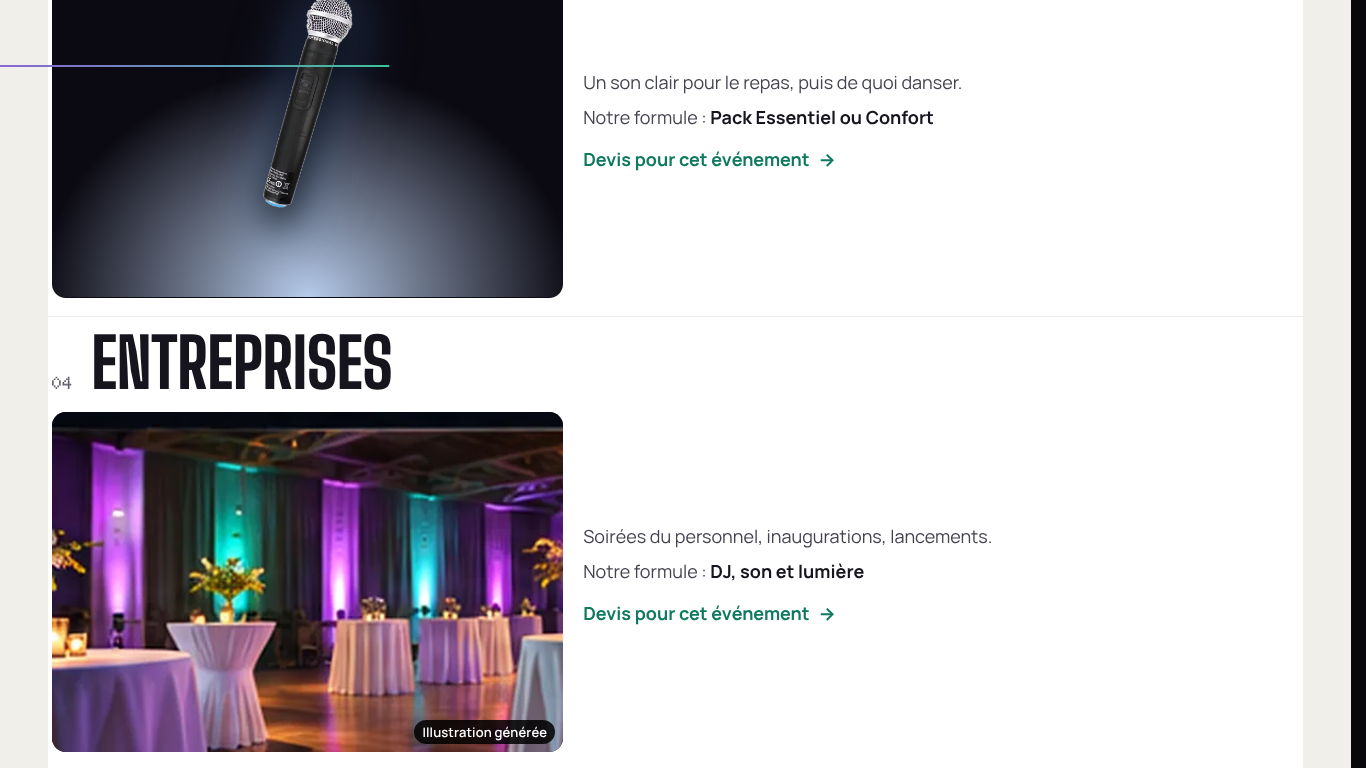 Un son clair pour le repas, puis de quoi danser.
Notre formule : Pack Essentiel ou Confort
Devis pour cet événement →
04 ENTREPRISES
Soirées du personnel, inaugurations, lancements.
Notre formule : DJ, son et lumière
Devis pour cet événement →
Illustration générée